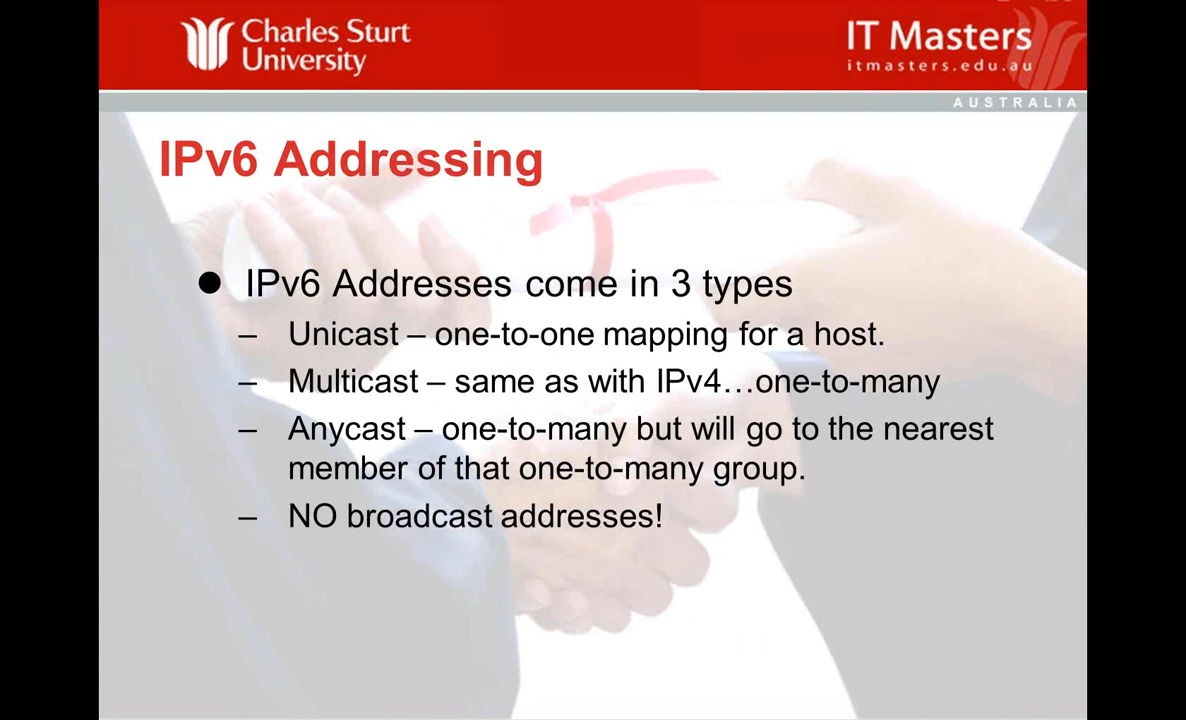 Charles Sturt
University
IT Masters
itmasters.edu.au
AUSTRALIA
IPv6 Addressing
● IPv6 Addresses come in 3 types
– Unicast – one-to-one mapping for a host.
– Multicast – same as with IPv4…one-to-many
– Anycast – one-to-many but will go to the nearest
member of that one-to-many group.
– NO broadcast addresses!